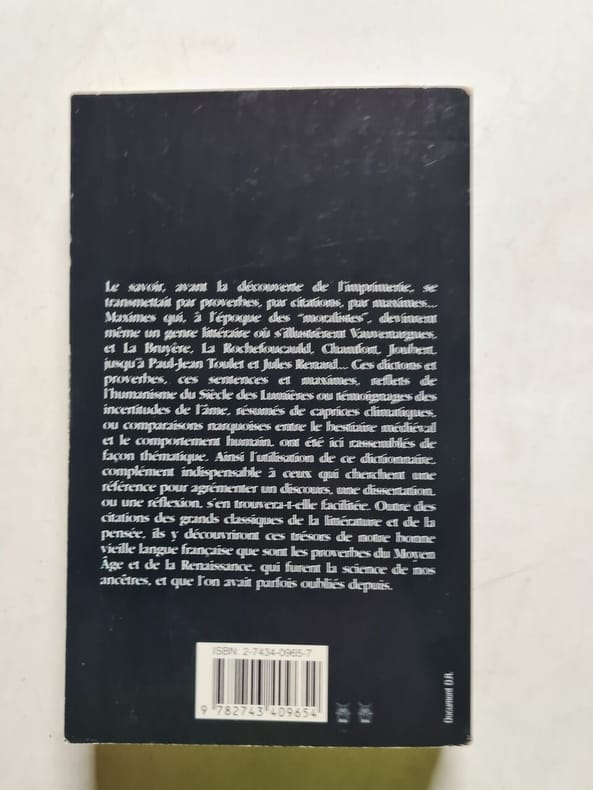 Le savoir, avant la découverte de l'imprimerie, se
transmettait par proverbes, par citations, par maximes...
Maximes qui, à l'époque des "moralistes", devinrent
même un genre littéraire où s'illustrèrent Vauvenargues,
et La Bruyère, La Rochefoucauld, Chamfort, Joubert,
jusqu'à Paul-Jean Toulet et Jules Renard... Ces dictons et
proverbes, ces sentences et maximes, reflets de
l'humanisme du Siècle des Lumières ou témoignages des
incertitudes de l'âme, résumés de caprices climatiques,
ou comparaisons narquoises entre le bestiaire médiéval
et le comportement humain, ont été ici rassemblés de
façon thématique. Ainsi l'utilisation de ce dictionnaire,
complément indispensable à ceux qui cherchent une
référence pour agrémenter un discours, une dissertation,
ou une réflexion, s'en trouvera-t-elle facilitée. Outre des
citations des grands classiques de la littérature et de la
pensée, ils y découvriront ces trésors de notre bonne
vieille langue française que sont les proverbes du Moyen
Âge et de la Renaissance, qui furent la science de nos
ancêtres, et que l'on avait parfois oubliés depuis.
ISBN: 2-7434-0965-7
9 782743 409654
Document D.R.